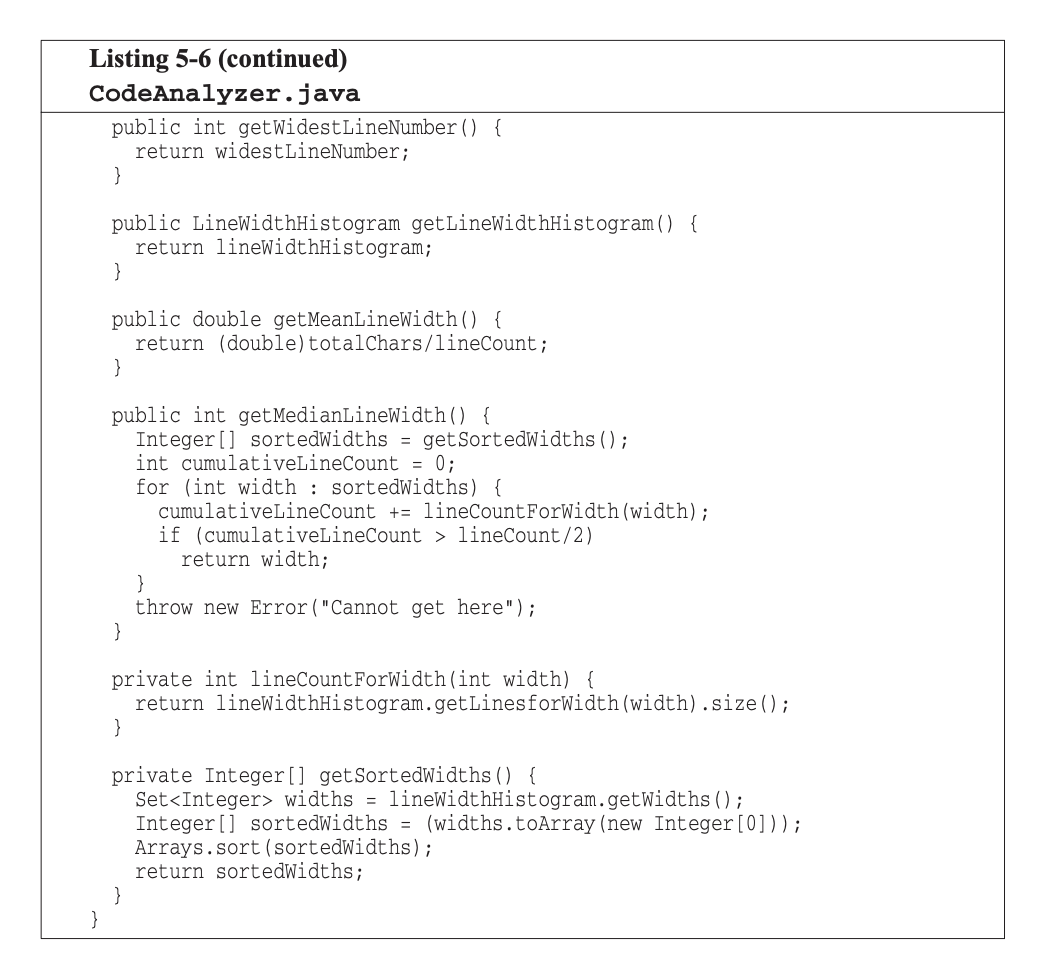 Listing 5-6 (continued)
CodeAnalyzer.java
public int getWidestLineNumber() {
return widestLineNumber;
}
public LineWidthHistogram getLineWidthHistogram() {
return lineWidthHistogram;
}
public double getMeanLineWidth() {
return (double)totalChars/lineCount;
}
public int getMedianLineWidth() {
Integer[] sortedWidths = getSortedWidths();
int cumulativeLineCount = 0;
for (int width : sortedWidths) {
cumulativeLineCount += lineCountForWidth(width);
if (cumulativeLineCount > lineCount/2)
return width;
}
throw new Error("Cannot get here");
}
private int lineCountForWidth(int width) {
return lineWidthHistogram.getLinesforWidth(width).size();
}
private Integer[] getSortedWidths() {
Set<Integer> widths = lineWidthHistogram.getWidths();
Integer[] sortedWidths = (widths.toArray(new Integer[0]));
Arrays.sort(sortedWidths);
return sortedWidths;
}
}